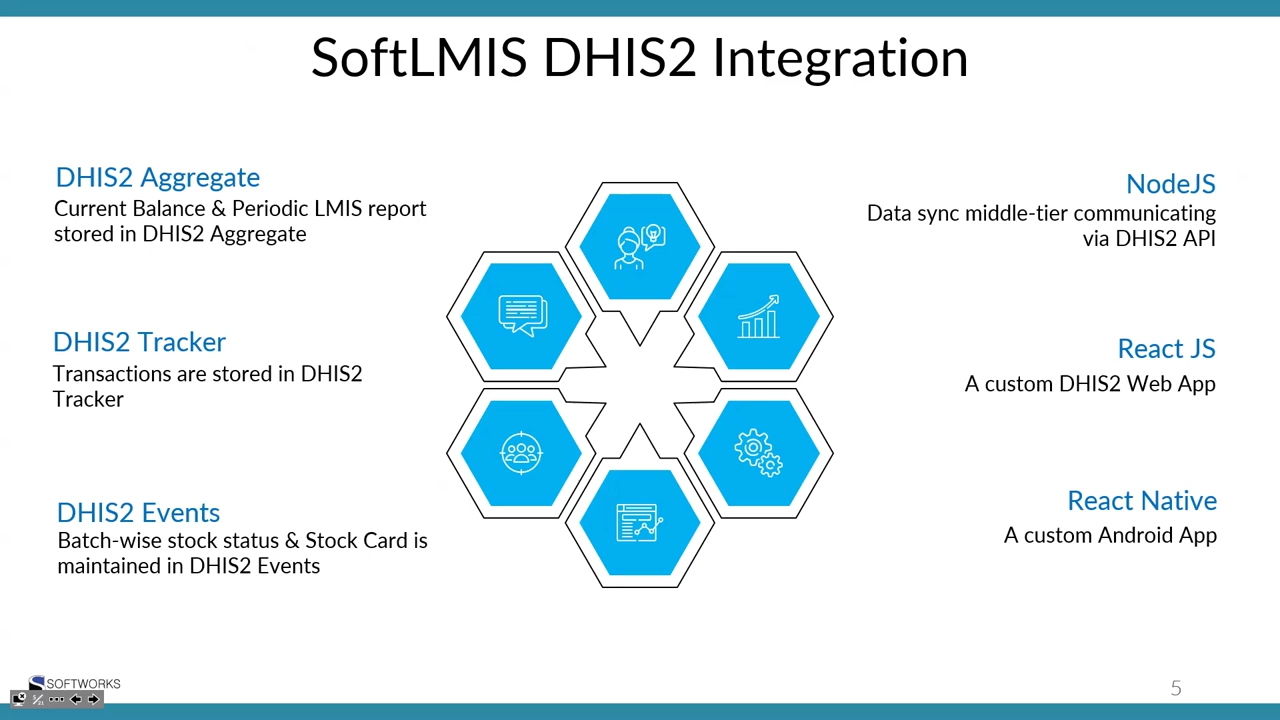 SoftLMIS DHIS2 Integration
DHIS2 Aggregate
Current Balance & Periodic LMIS report
stored in DHIS2 Aggregate
DHIS2 Tracker
Transactions are stored in DHIS2
Tracker
DHIS2 Events
Batch-wise stock status & Stock Card is
maintained in DHIS2 Events
NodeJS
Data sync middle-tier communicating
via DHIS2 API
React JS
A custom DHIS2 Web App
React Native
A custom Android App
SOFTWORKS
5